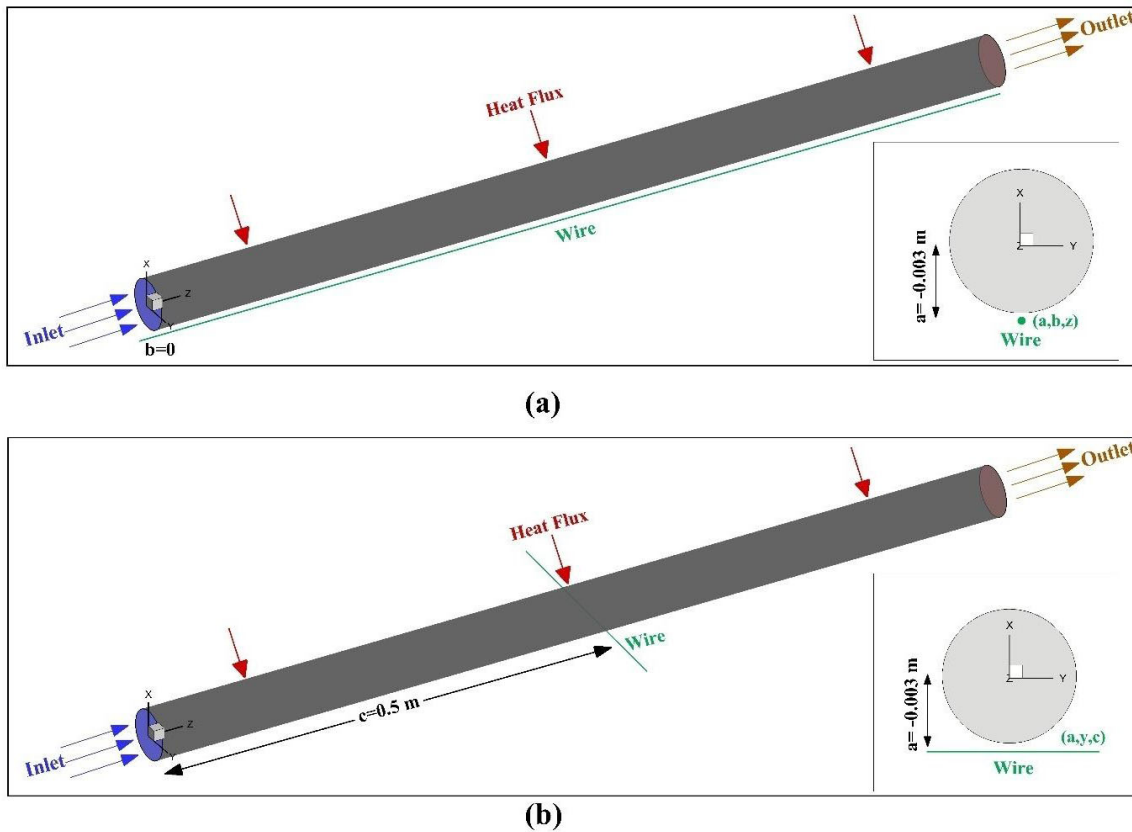 Outlet
Heat Flux
Wire
X
Z
Y
Inlet
b=0
X
Z
Y
a= -0.003 m
(a,b,z)
Wire
(a)
Outlet
Heat Flux
Wire
c=0.5 m
X
Z
Y
Inlet
X
Z
Y
a= -0.003 m
(a,y,c)
Wire
(b)